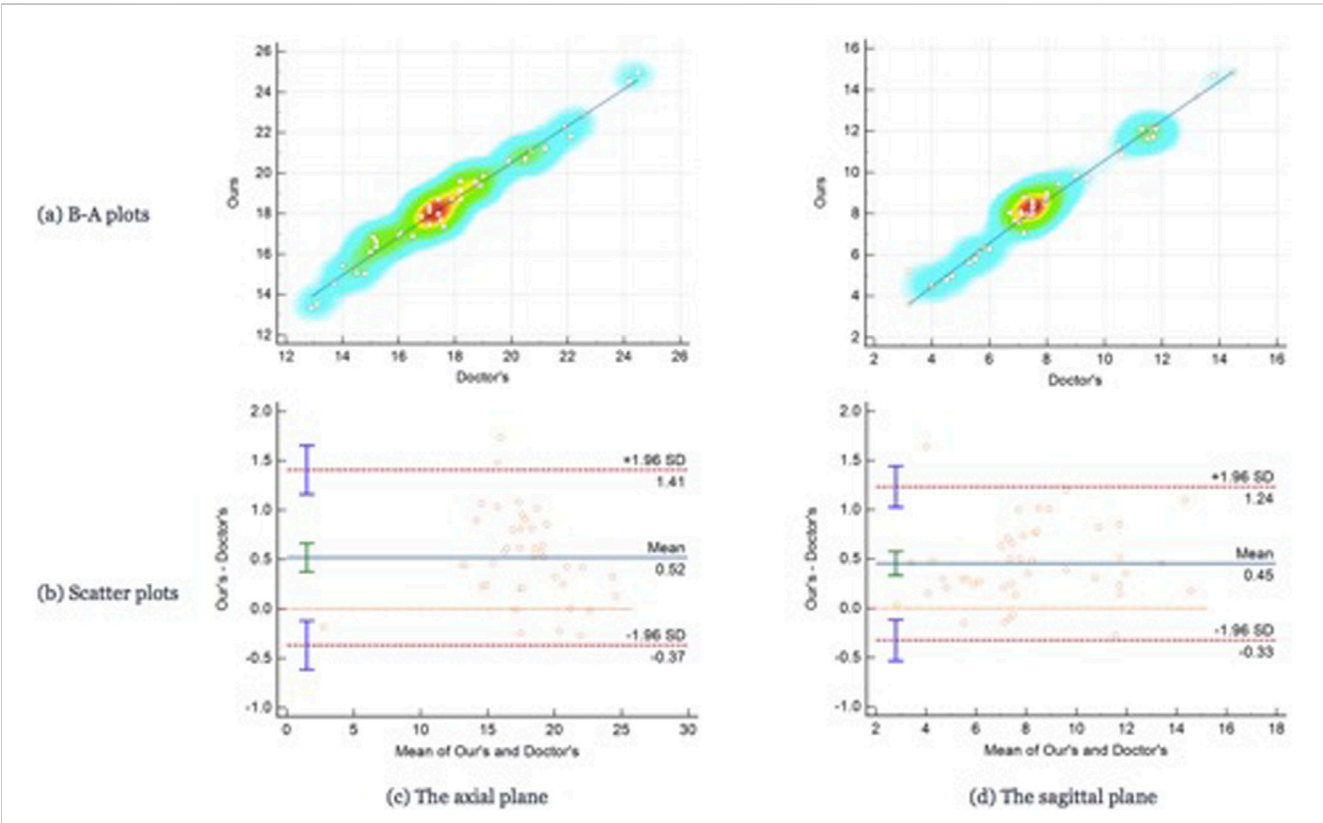 (a) B-A plots
Ours
26
24
22
20
18
16
14
12
12 14 16 18 20 22 24 26
Doctor's
Ours
16
14
12
10
8
6
4
2
2 4 6 8 10 12 14 16
Doctor's
(b) Scatter plots
Our's - Doctor's
2.0
1.5
1.0
0.5
0.0
-0.5
-1.0
+1.96 SD
1.41
Mean
0.52
-1.96 SD
-0.37
0 5 10 15 20 25 30
Mean of Our's and Doctor's
(c) The axial plane
Our's - Doctor's
2.0
1.5
1.0
0.5
0.0
-0.5
-1.0
+1.96 SD
1.24
Mean
0.45
-1.96 SD
-0.33
2 4 6 8 10 12 14 16 18
Mean of Our's and Doctor's
(d) The sagittal plane